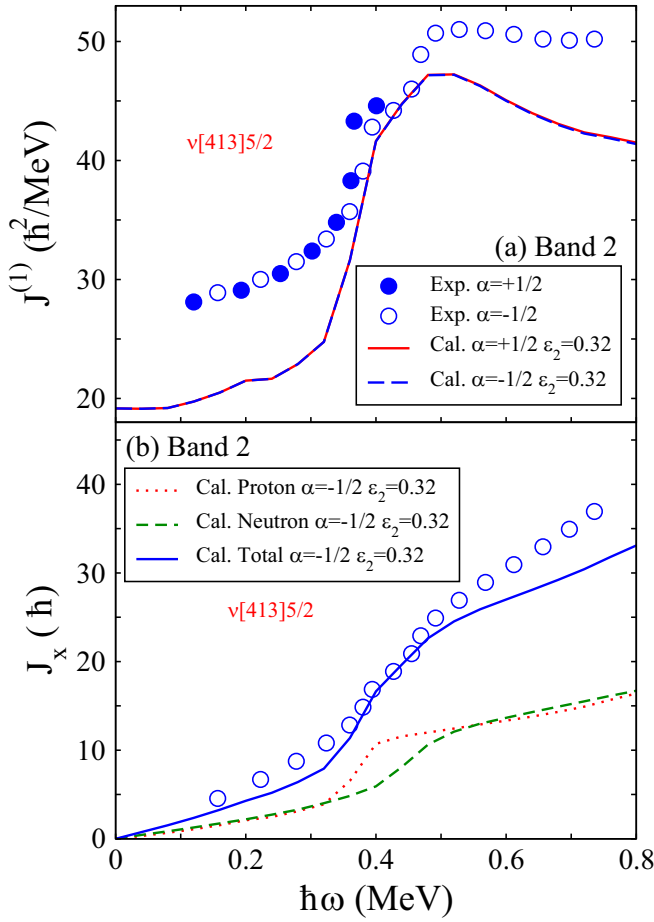 50
40
30
20
J⁽¹⁾ (ħ²/MeV)
ν[413]5/2
(a) Band 2
Exp. α=+1/2
Exp. α=-1/2
Cal. α=+1/2 ε₂=0.32
Cal. α=-1/2 ε₂=0.32
(b) Band 2
Cal. Proton α=-1/2 ε₂=0.32
Cal. Neutron α=-1/2 ε₂=0.32
Cal. Total α=-1/2 ε₂=0.32
ν[413]5/2
40
30
20
10
0
Jₓ (ħ)
0 0.2 0.4 0.6 0.8
ħω (MeV)